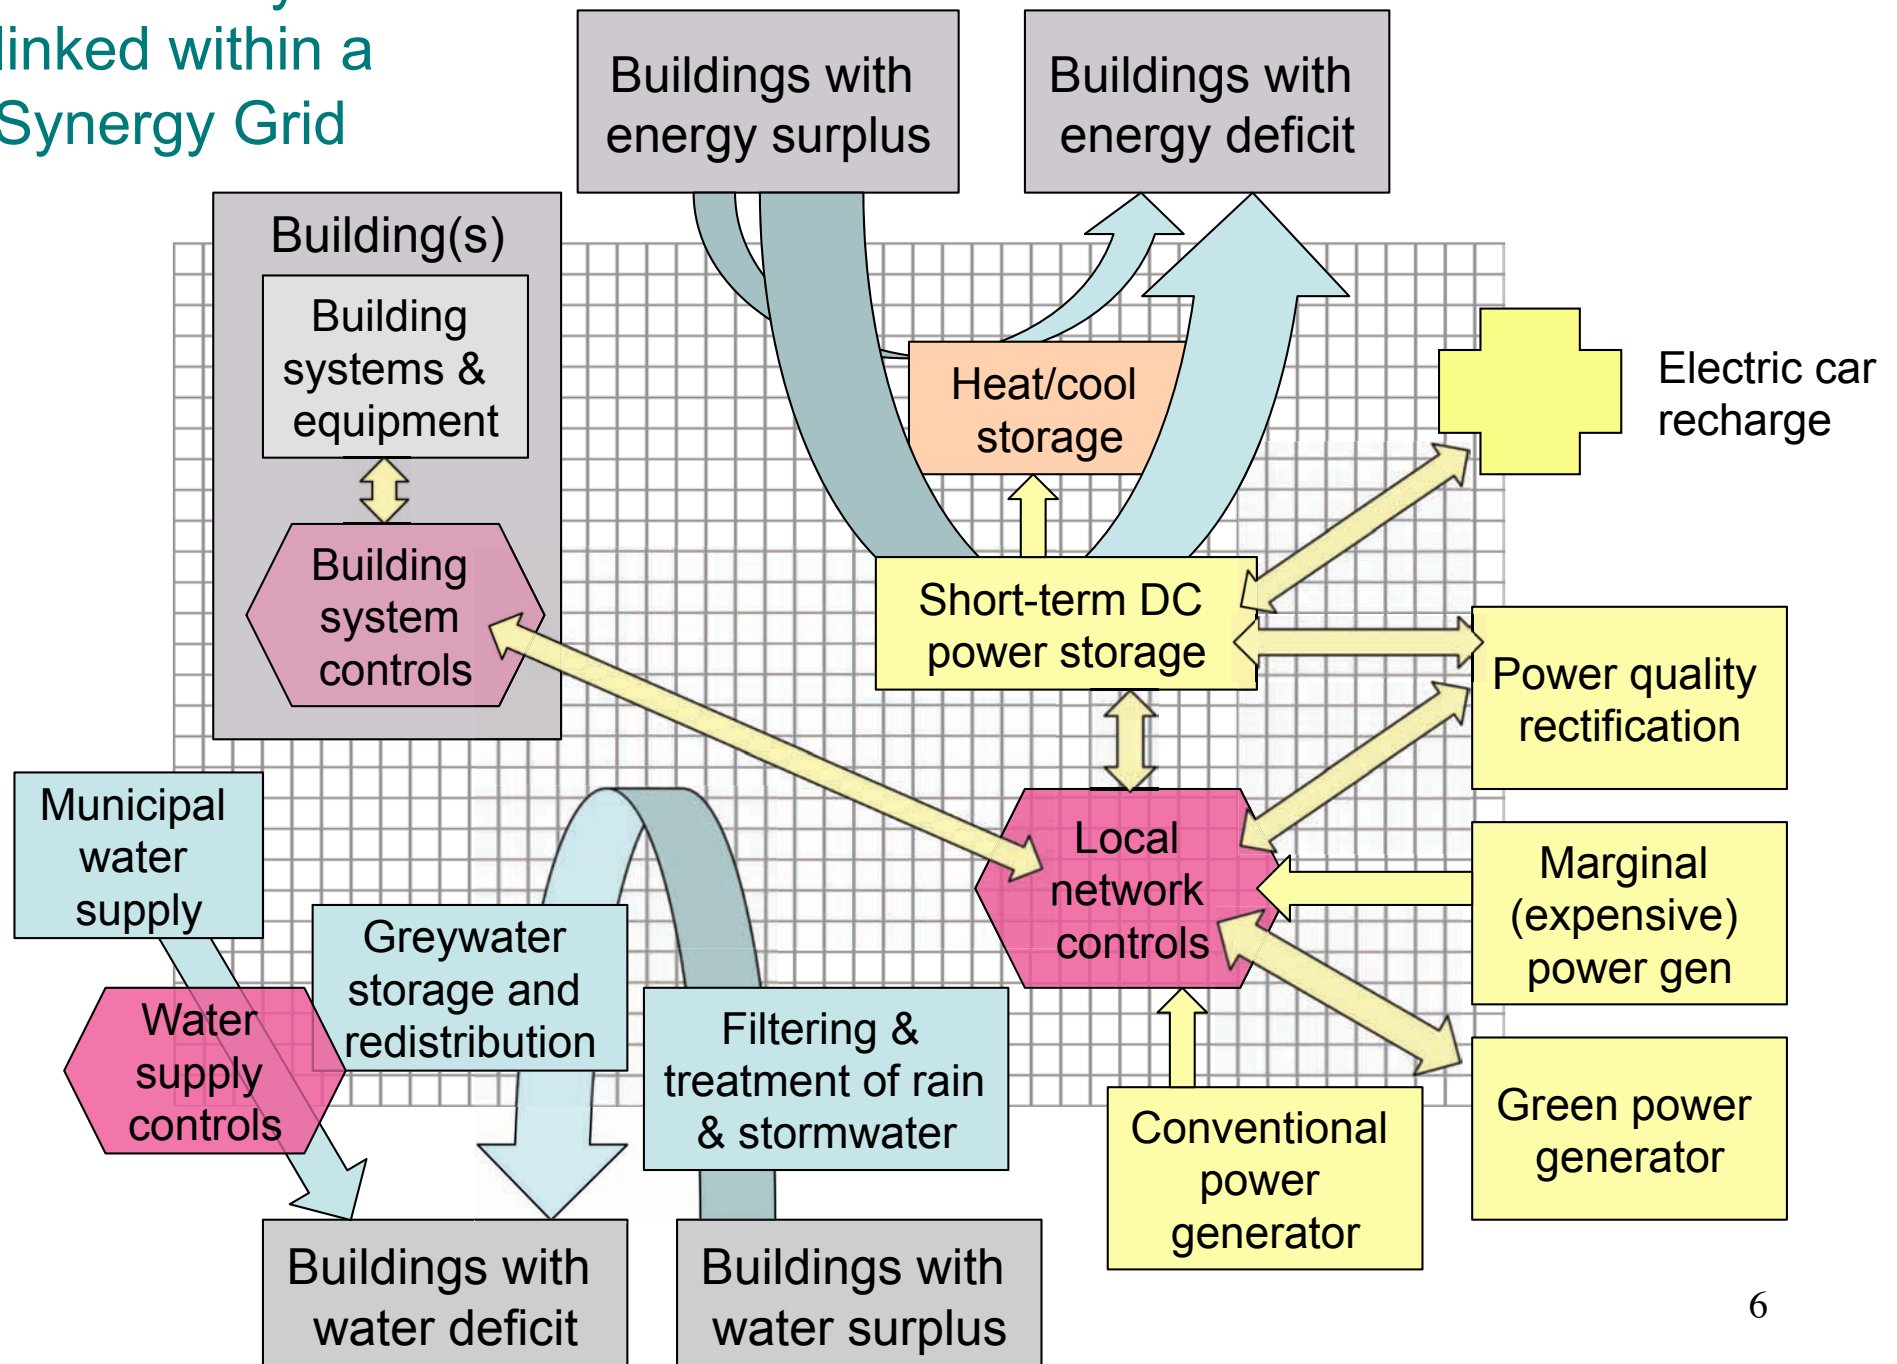 linked within a
Synergy Grid
Buildings with
energy surplus
Buildings with
energy deficit
Building(s)
Building
systems &
equipment
Building
system
controls
Heat/cool
storage
Electric car
recharge
Short-term DC
power storage
Power quality
rectification
Municipal
water
supply
Local
network
controls
Marginal
(expensive)
power gen
Greywater
storage and
redistribution
Water
supply
controls
Filtering &
treatment of rain
& stormwater
Conventional
power
generator
Green power
generator
Buildings with
water deficit
Buildings with
water surplus
6